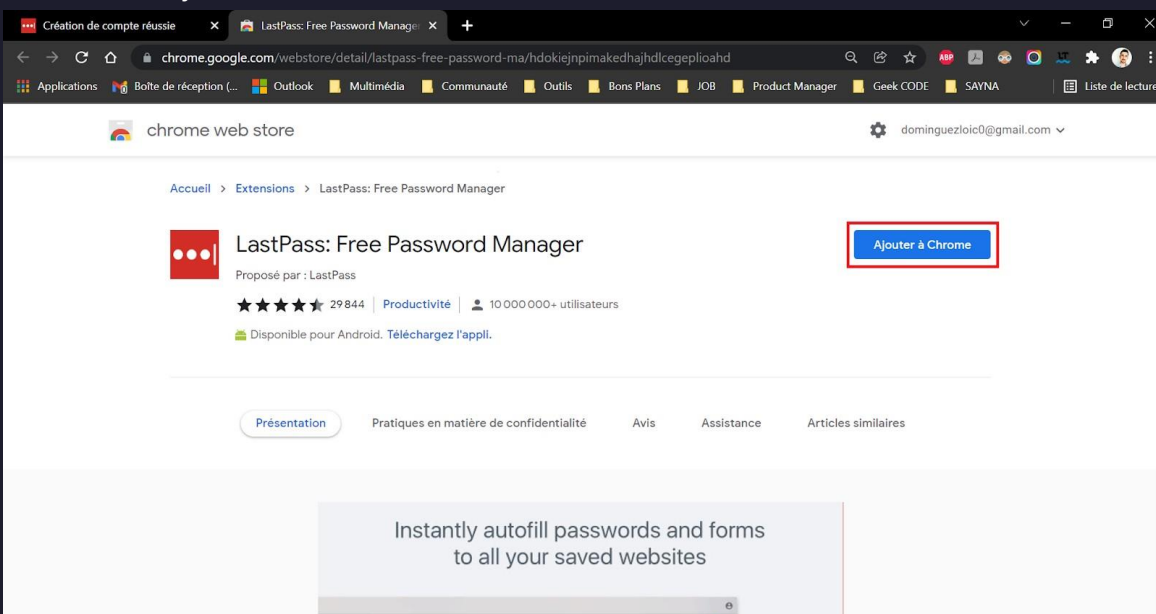 Création de compte réussie
LastPass: Free Password Manage
chrome.google.com/webstore/detail/lastpass-free-password-ma/hdokiejnpimakedhajhdlcegeplioahd
ABP
Applications Boîte de réception (... Outlook Multimédia Communauté Outils Bons Plans JOB Product Manager Geek CODE SAYNA Liste de lecture
chrome web store dominguezloic0@gmail.com
Accueil > Extensions > LastPass: Free Password Manager
LastPass: Free Password Manager
Ajouter à Chrome
Proposé par : LastPass
29 844 Productivité 10 000 000+ utilisateurs
Disponible pour Android. Téléchargez l'appli.
Présentation Pratiques en matière de confidentialité Avis Assistance Articles similaires
Instantly autofill passwords and forms
to all your saved websites